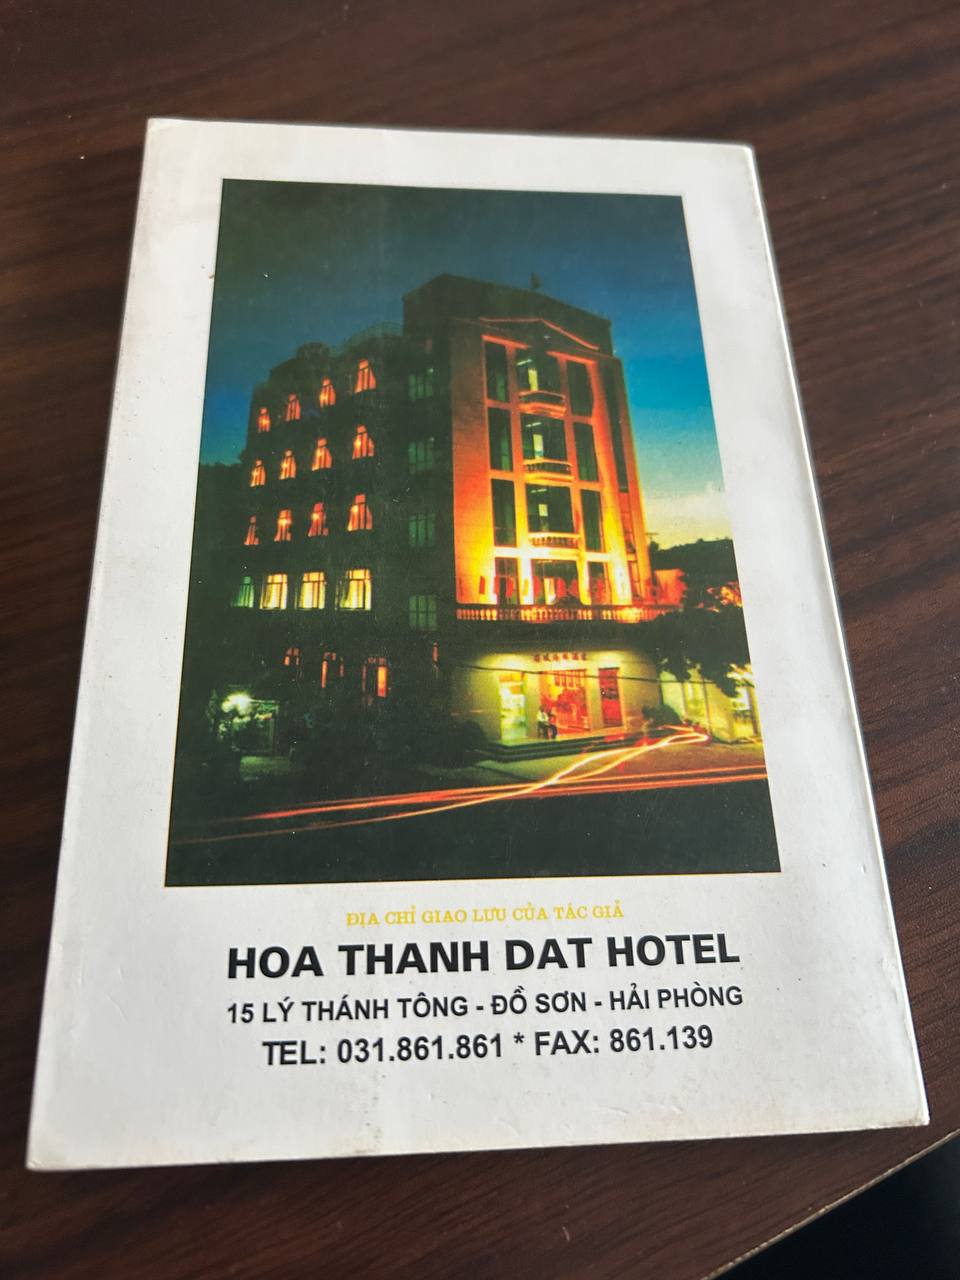 ĐỊA CHỈ GIAO LƯU CỦA TÁC GIẢ
HOA THANH DAT HOTEL
15 LÝ THÁNH TÔNG - ĐỒ SƠN - HẢI PHÒNG
TEL: 031.861.861 * FAX: 861.139